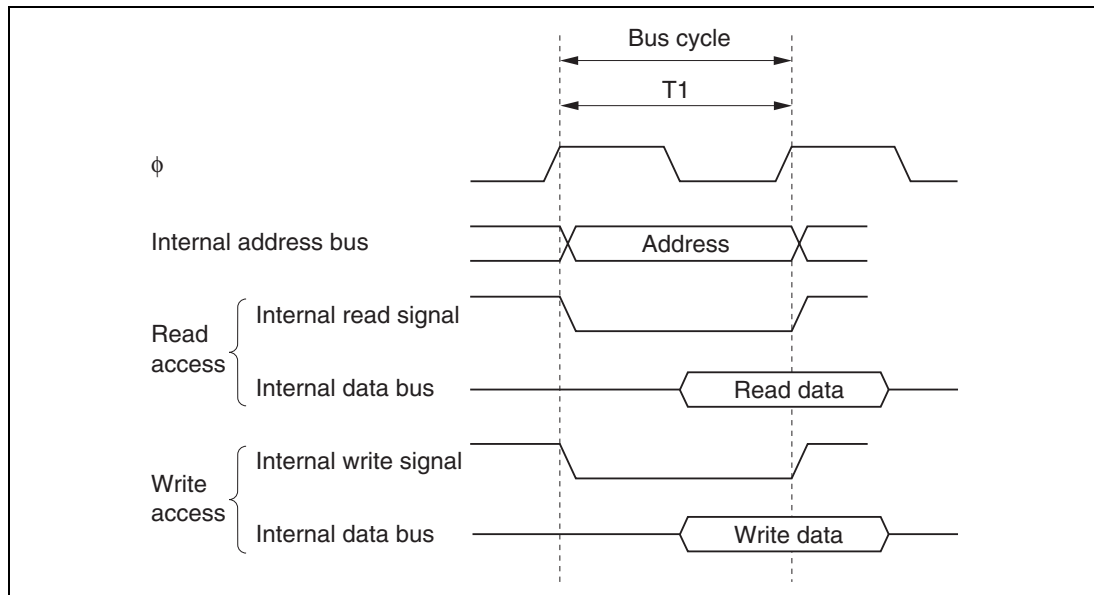 Bus cycle
T1
ϕ
Internal address bus
Address
Read
access
Internal read signal
Internal data bus
Read data
Write
access
Internal write signal
Internal data bus
Write data